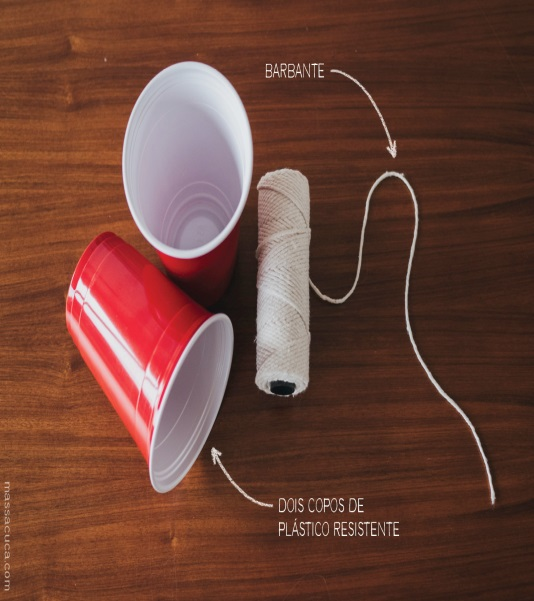 BARBANTE
DOIS COPOS DE
PLÁSTICO RESISTENTE
massacuca.com